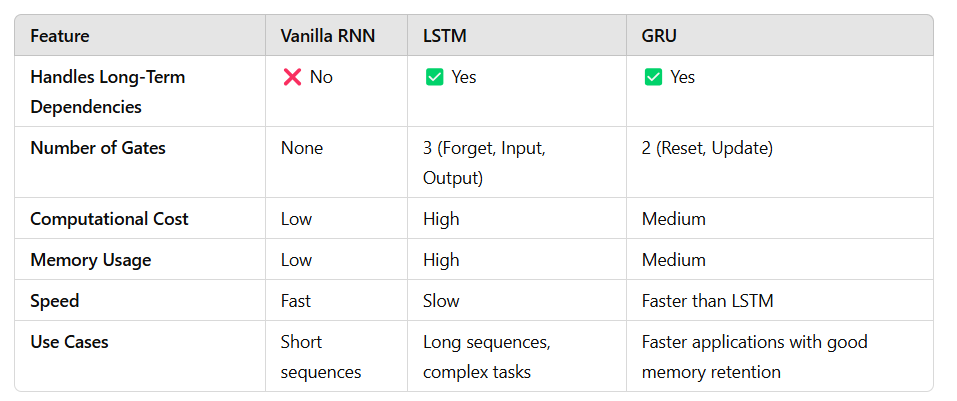 Feature Vanilla RNN LSTM GRU
Handles Long-Term Dependencies ❌ No ✅ Yes ✅ Yes
Number of Gates None 3 (Forget, Input, Output) 2 (Reset, Update)
Computational Cost Low High Medium
Memory Usage Low High Medium
Speed Fast Slow Faster than LSTM
Use Cases Short sequences Long sequences, complex tasks Faster applications with good memory retention